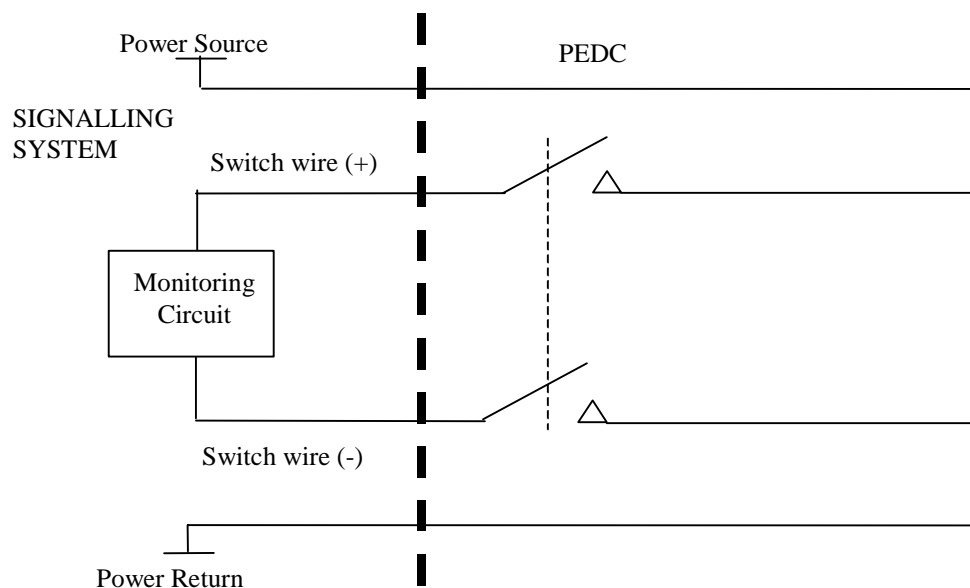 Power Source
PEDC
SIGNALLING
SYSTEM
Switch wire (+)
Monitoring
Circuit
Switch wire (-)
Power Return